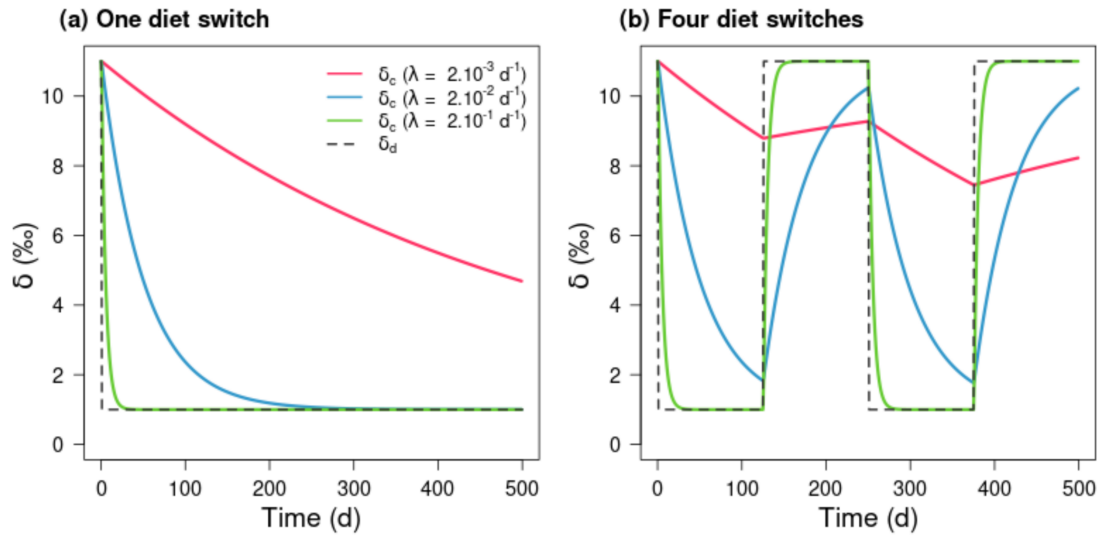 (a) One diet switch
δc (λ = 2.10-3 d-1)
δc (λ = 2.10-2 d-1)
δc (λ = 2.10-1 d-1)
δd
10
8
6
4
2
0
δ (‰)
0 100 200 300 400 500
Time (d)
(b) Four diet switches
10
8
6
4
2
0
δ (‰)
0 100 200 300 400 500
Time (d)